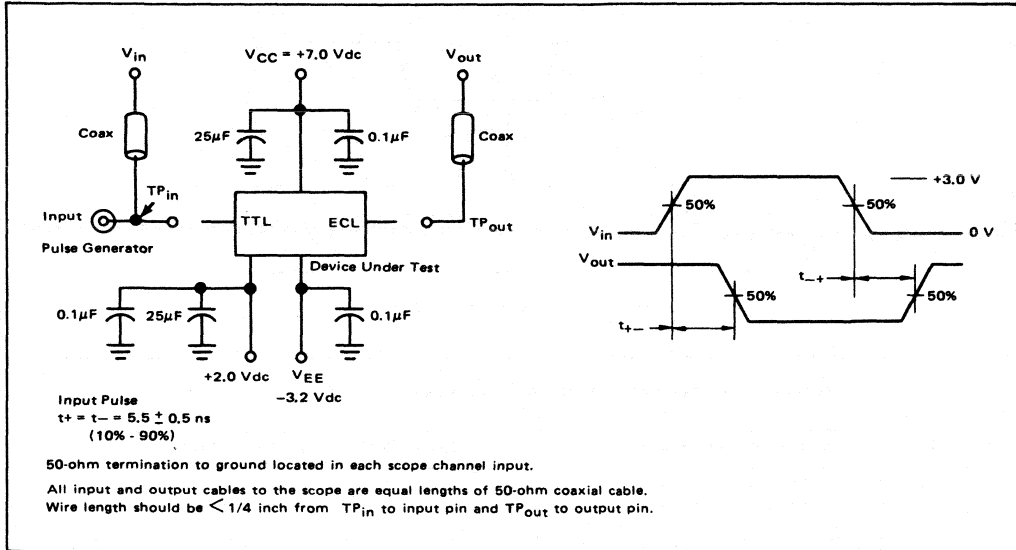 Vin
VCC = +7.0 Vdc
Vout
Coax
25μF
0.1μF
Coax
TPin
Input
TTL
ECL
TPout
Pulse Generator
Device Under Test
0.1μF
25μF
0.1μF
+2.0 Vdc
VEE
−3.2 Vdc
Input Pulse
t+ = t− = 5.5 ± 0.5 ns
(10% - 90%)
+3.0 V
50%
50%
Vin
0 V
Vout
t−+
50%
50%
t+−
50-ohm termination to ground located in each scope channel input.
All input and output cables to the scope are equal lengths of 50-ohm coaxial cable.
Wire length should be < 1/4 inch from TPin to input pin and TPout to output pin.